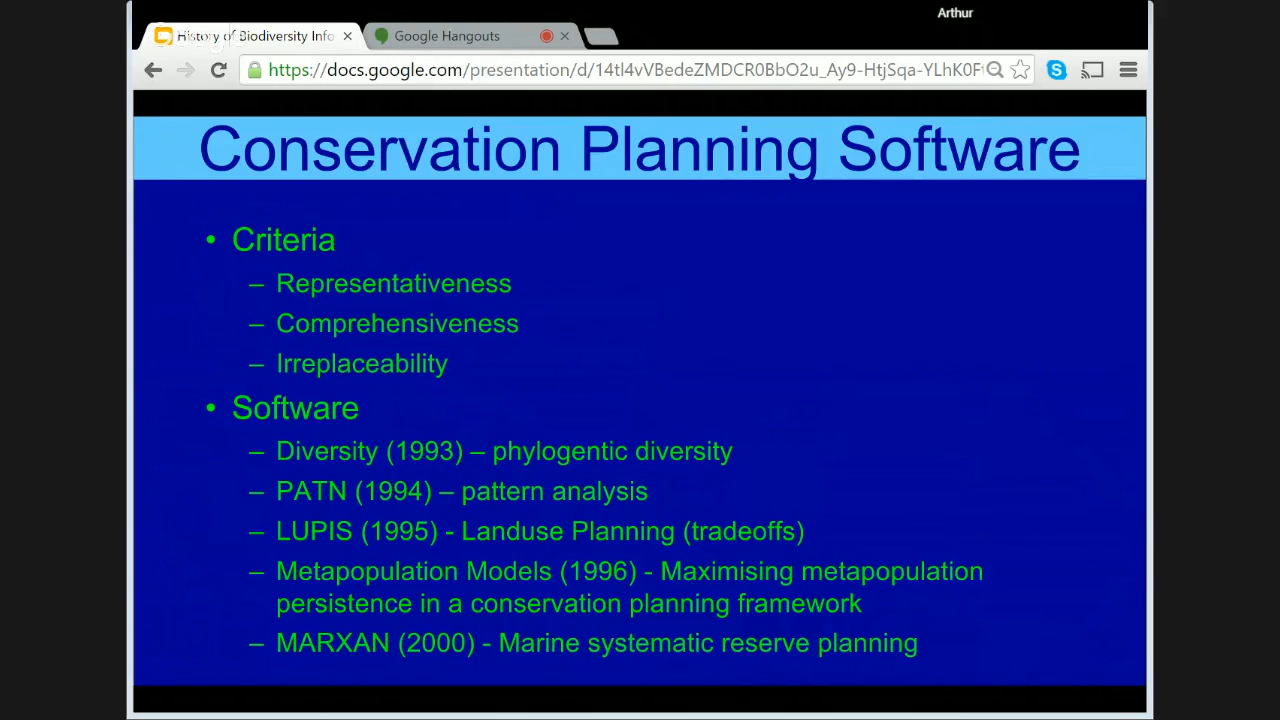 Arthur
History of Biodiversity Info
Google Hangouts
https://docs.google.com/presentation/d/14tl4vVBedeZMDCR0BbO2u_Ay9-HtjSqa-YLhK0F
Conservation Planning Software
• Criteria
– Representativeness
– Comprehensiveness
– Irreplaceability
• Software
– Diversity (1993) – phylogentic diversity
– PATN (1994) – pattern analysis
– LUPIS (1995) - Landuse Planning (tradeoffs)
– Metapopulation Models (1996) - Maximising metapopulation
persistence in a conservation planning framework
– MARXAN (2000) - Marine systematic reserve planning